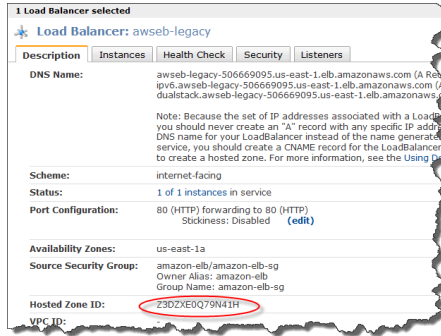 1 Load Balancer selected
Load Balancer: awseb-legacy
Description Instances Health Check Security Listeners
DNS Name: awseb-legacy-506669095.us-east-1.elb.amazonaws.com (A Rec
ipv6.awseb-legacy-506669095.us-east-1.elb.amazonaws.com (A
dualstack.awseb-legacy-506669095.us-east-1.elb.amazonaws.c
Note: Because the set of IP addresses associated with a LoadB
you should never create an "A" record with any specific IP addre
DNS name for your LoadBalancer instead of the name generate
service, you should create a CNAME record for the LoadBalancer
to create a hosted zone. For more information, see the Using D
Scheme: internet-facing
Status: 1 of 1 instances in service
Port Configuration: 80 (HTTP) forwarding to 80 (HTTP)
Stickiness: Disabled (edit)
Availability Zones: us-east-1a
Source Security Group: amazon-elb/amazon-elb-sg
Owner Alias: amazon-elb
Group Name: amazon-elb-sg
Hosted Zone ID: Z3DZXE0Q79N41H
VPC ID: